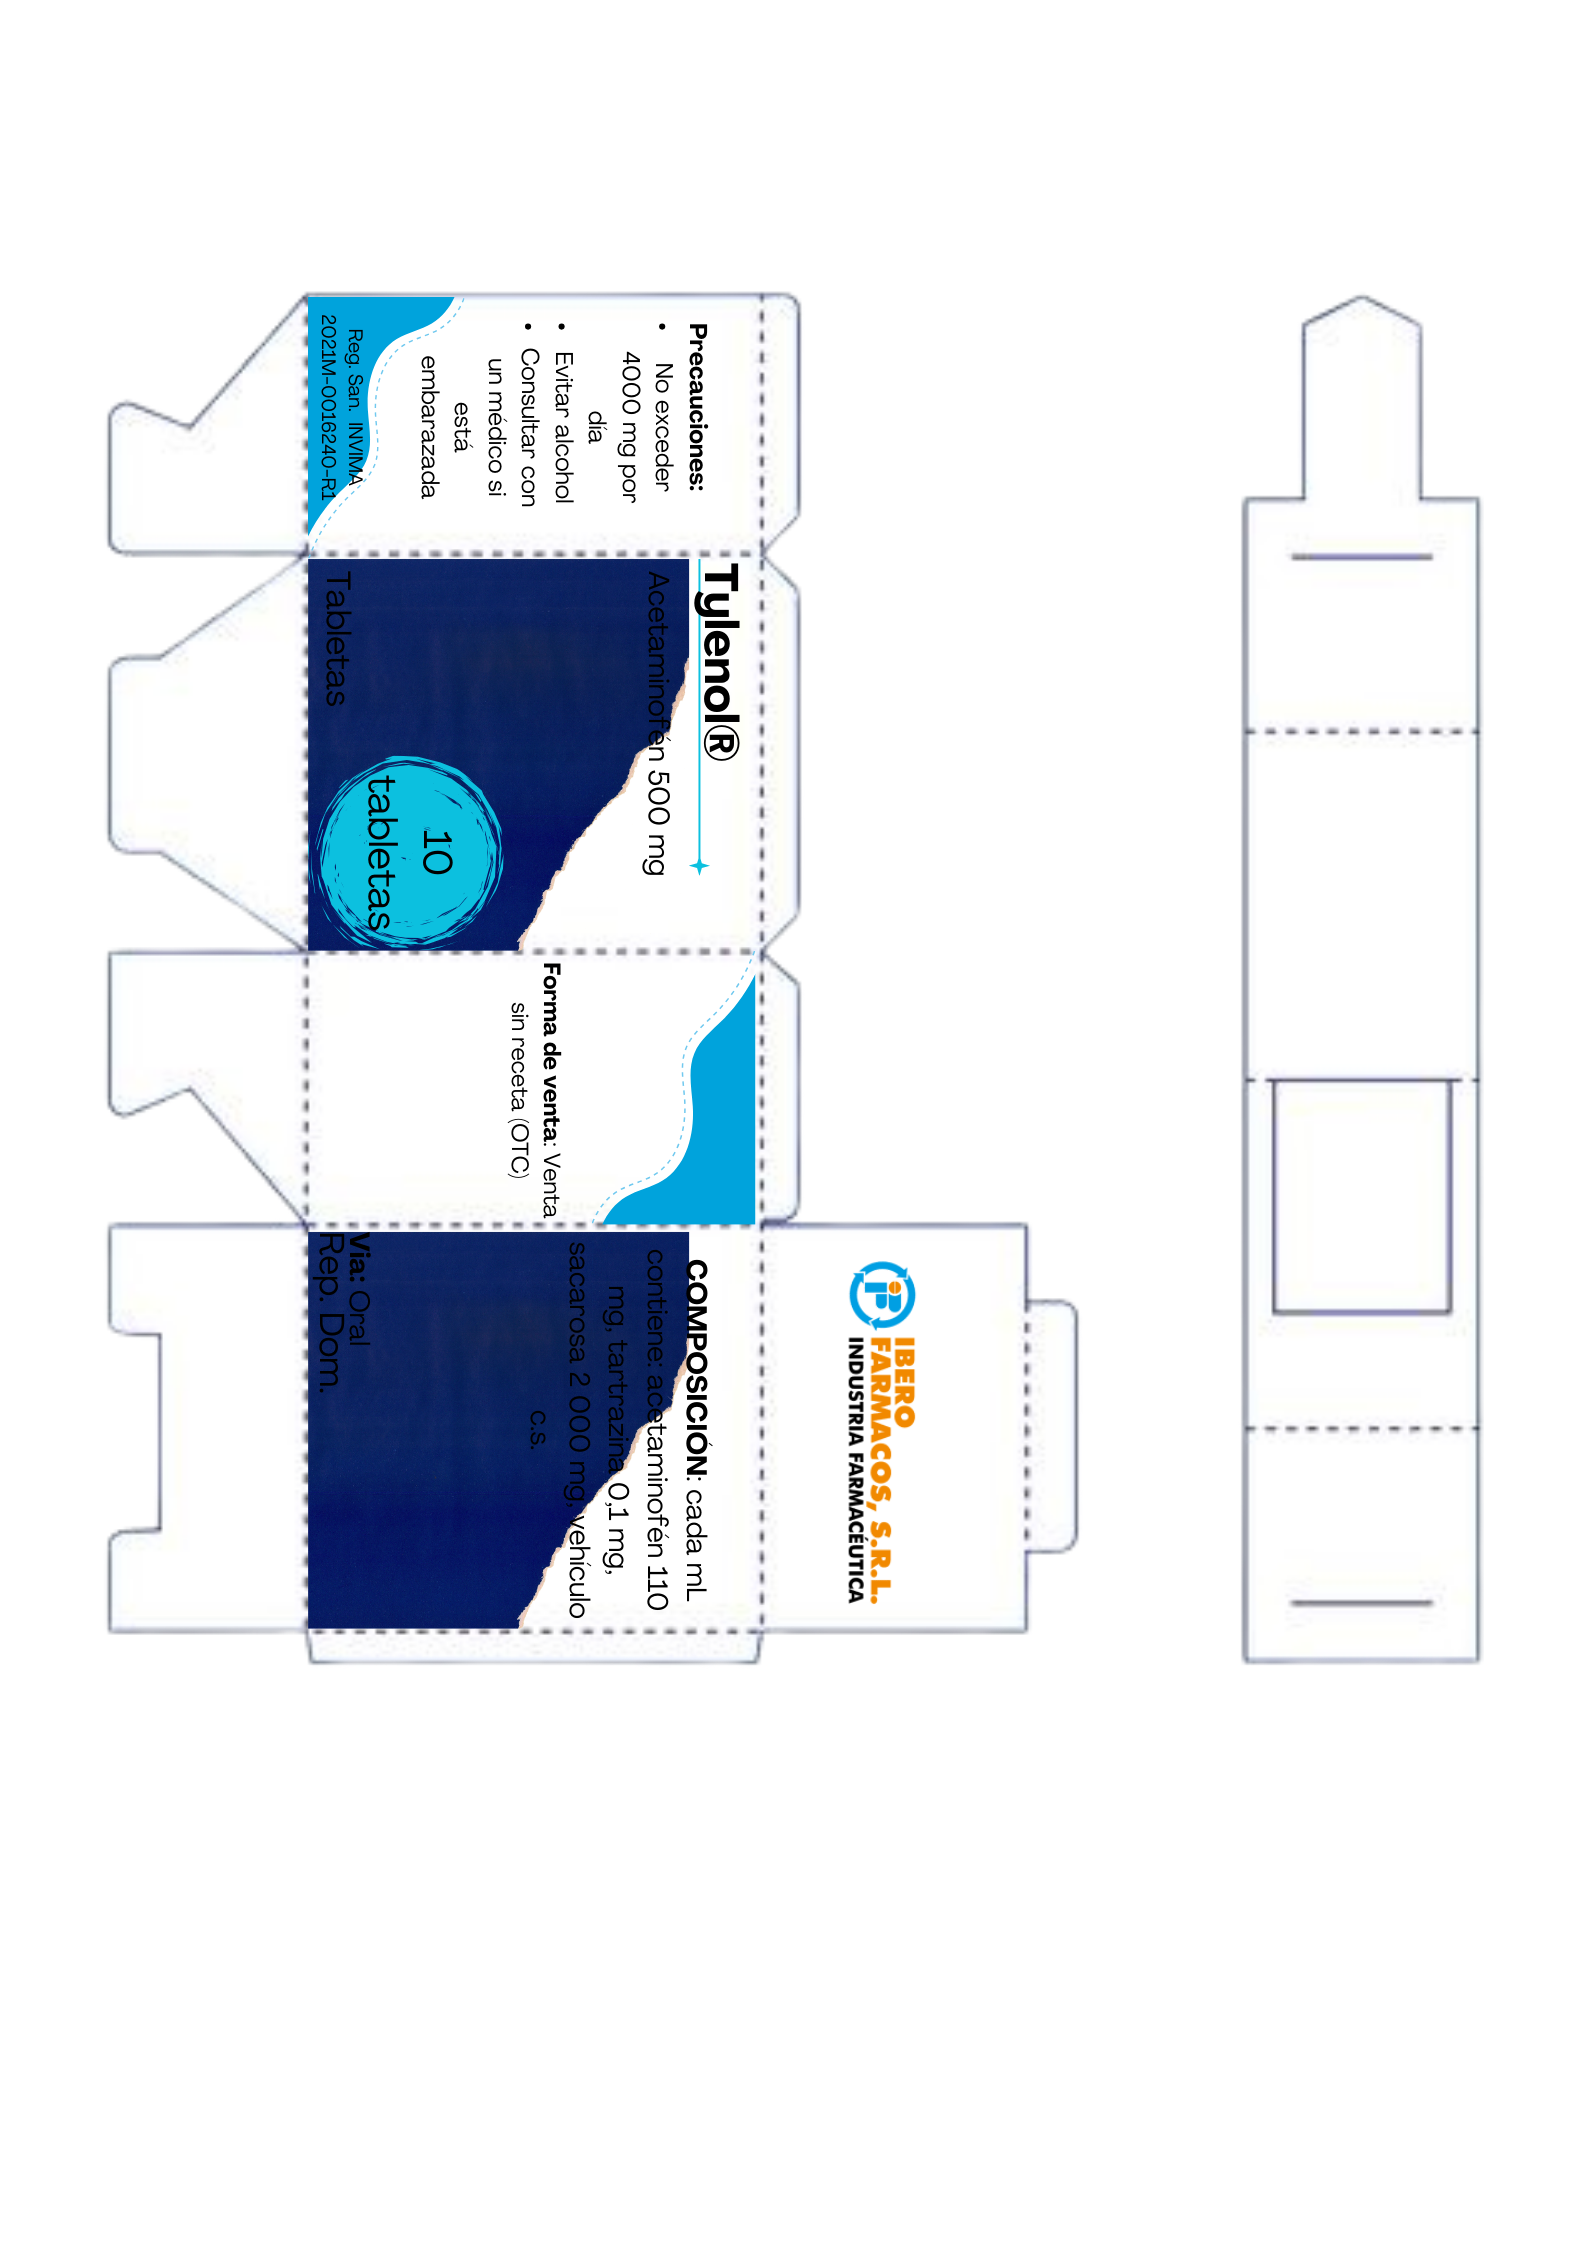 Precauciones:
• No exceder
4000 mg por
día
• Evitar alcohol
• Consultar con
un médico si
está
embarazada
Reg. San. INVIMA
2021M-0016240-R1
Tylenol®
Acetaminofén 500 mg
10
tabletas
Tabletas
Forma de venta: Venta
sin receta (OTC)
COMPOSICIÓN: cada mL
contiene: acetaminofén 110
mg, tartrazina 0,1 mg,
sacarosa 2 000 mg, vehículo
c.s.
Via: Oral
Rep. Dom.
IBERO
FARMACOS, S.R.L.
INDUSTRIA FARMACÉUTICA